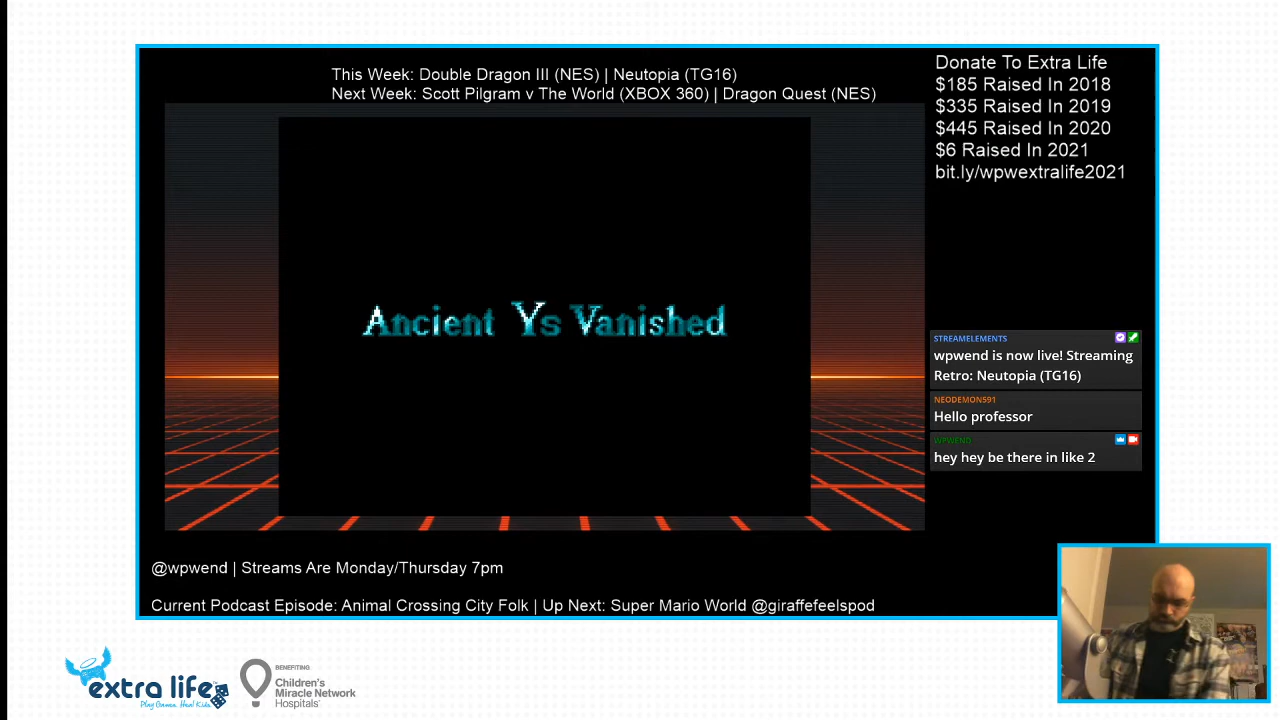 This Week: Double Dragon III (NES) | Neutopia (TG16)
Next Week: Scott Pilgram v The World (XBOX 360) | Dragon Quest (NES)
Donate To Extra Life
$185 Raised In 2018
$335 Raised In 2019
$445 Raised In 2020
$6 Raised In 2021
bit.ly/wpwextralife2021
Ancient Ys Vanished
STREAMELEMENTS
wpwend is now live! Streaming
Retro: Neutopia (TG16)
NEODEMON591
Hello professor
WPWEND
hey hey be there in like 2
@wpwend | Streams Are Monday/Thursday 7pm
Current Podcast Episode: Animal Crossing City Folk | Up Next: Super Mario World @giraffefeelspod
extra life
Play Games. Heal Kids.
BENEFITING
Children's
Miracle Network
Hospitals